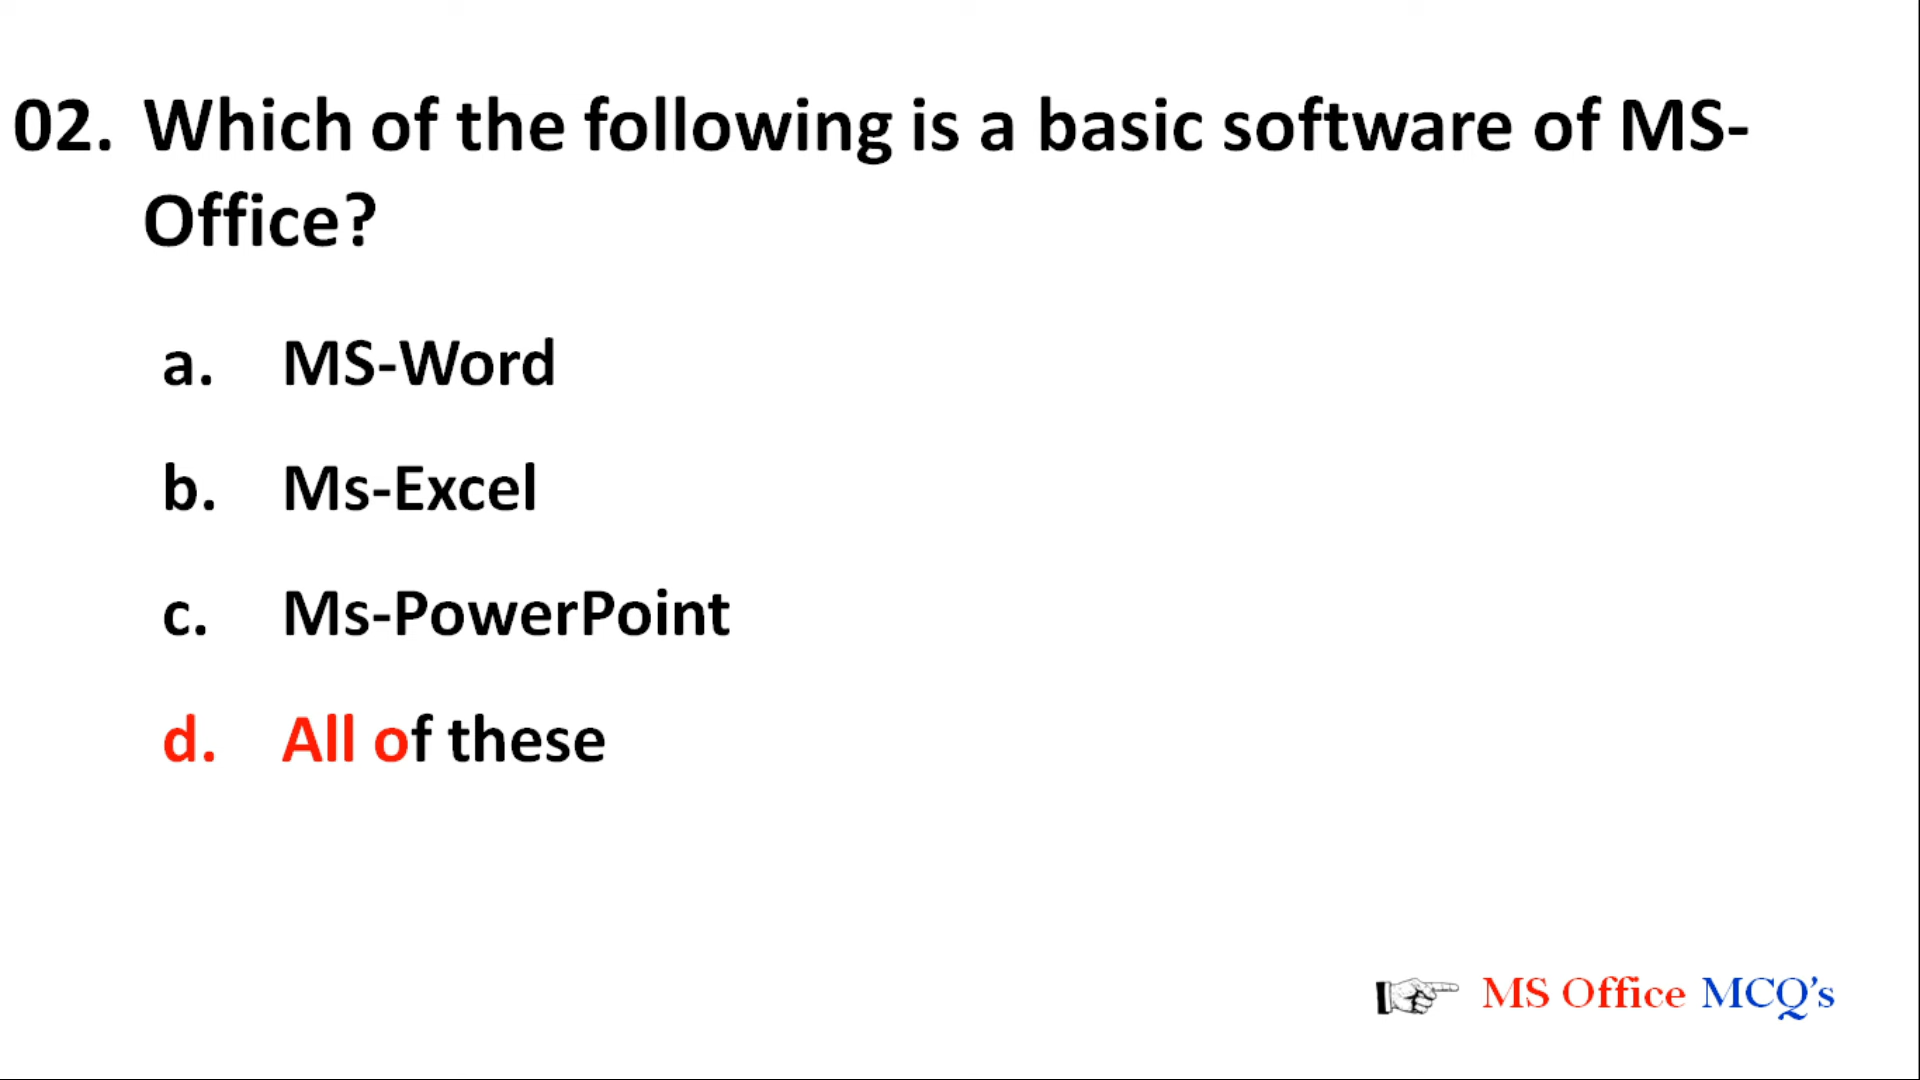 02. Which of the following is a basic software of MS-
Office?
a. MS-Word
b. Ms-Excel
c. Ms-PowerPoint
d. All of these
MS Office MCQ's